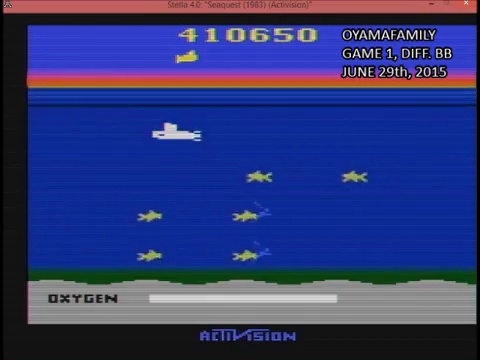 Stella 4.0: "Seaquest (1983) (Activision)"
410650
OYAMAFAMILY
GAME 1, DIFF. BB
JUNE 29th, 2015
OXYGEN
ACTIVISION